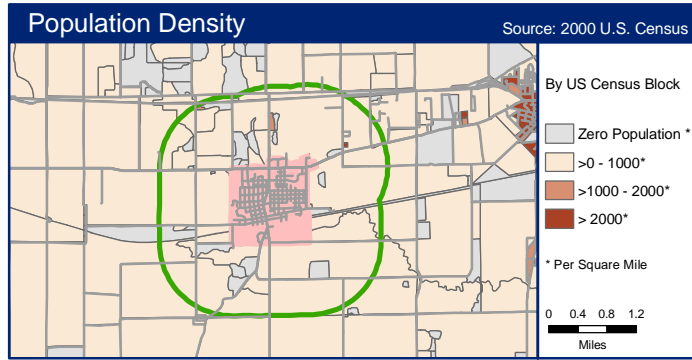 Population Density
Source: 2000 U.S. Census
By US Census Block
Zero Population *
>0 - 1000*
>1000 - 2000*
> 2000*
* Per Square Mile
0 0.4 0.8 1.2
Miles